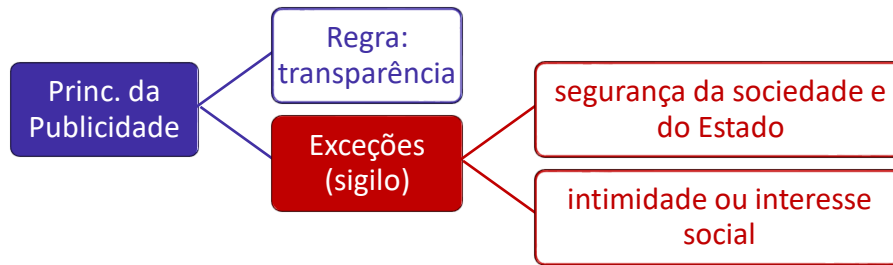 Princ. da
Publicidade
Regra:
transparência
Exceções
(sigilo)
segurança da sociedade e
do Estado
intimidade ou interesse
social